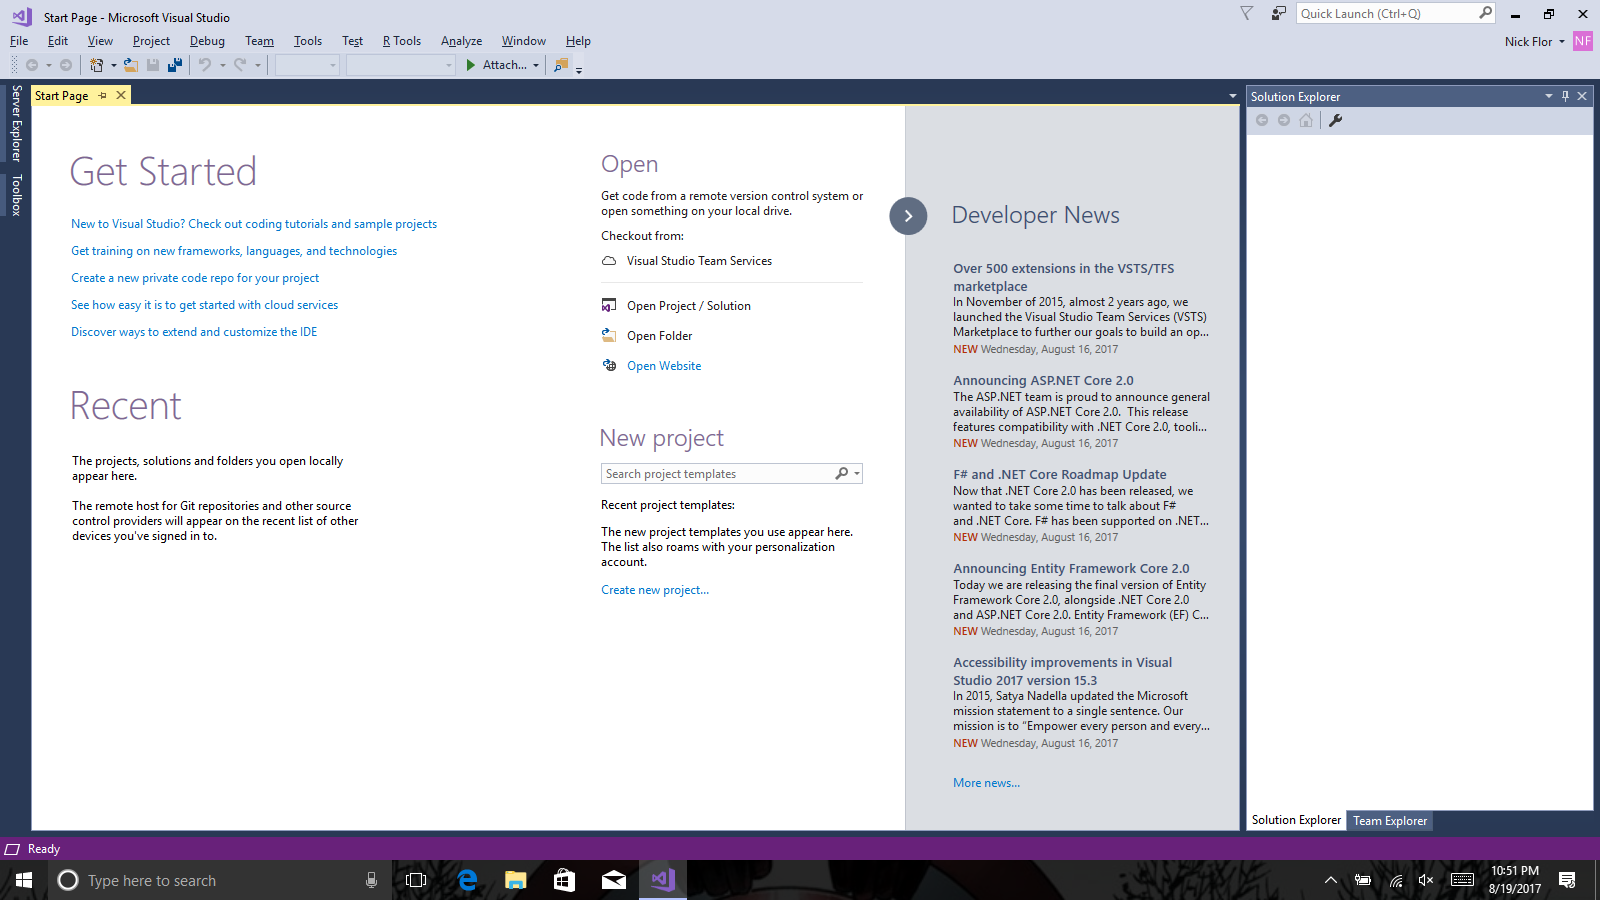 Start Page - Microsoft Visual Studio
Quick Launch (Ctrl+Q)
File Edit View Project Debug Team Tools Test R Tools Analyze Window Help
Nick Flor NF
Attach...
Server Explorer
Toolbox
Start Page
Get Started
New to Visual Studio? Check out coding tutorials and sample projects
Get training on new frameworks, languages, and technologies
Create a new private code repo for your project
See how easy it is to get started with cloud services
Discover ways to extend and customize the IDE
Recent
The projects, solutions and folders you open locally
appear here.
The remote host for Git repositories and other source
control providers will appear on the recent list of other
devices you've signed in to.
Open
Get code from a remote version control system or
open something on your local drive.
Checkout from:
Visual Studio Team Services
Open Project / Solution
Open Folder
Open Website
New project
Search project templates
Recent project templates:
The new project templates you use appear here.
The list also roams with your personalization
account.
Create new project...
Developer News
Over 500 extensions in the VSTS/TFS
marketplace
In November of 2015, almost 2 years ago, we
launched the Visual Studio Team Services (VSTS)
Marketplace to further our goals to build an op...
NEW Wednesday, August 16, 2017
Announcing ASP.NET Core 2.0
The ASP.NET team is proud to announce general
availability of ASP.NET Core 2.0. This release
features compatibility with .NET Core 2.0, tooli...
NEW Wednesday, August 16, 2017
F# and .NET Core Roadmap Update
Now that .NET Core 2.0 has been released, we
wanted to take some time to talk about F#
and .NET Core. F# has been supported on .NET...
NEW Wednesday, August 16, 2017
Announcing Entity Framework Core 2.0
Today we are releasing the final version of Entity
Framework Core 2.0, alongside .NET Core 2.0
and ASP.NET Core 2.0. Entity Framework (EF) C...
NEW Wednesday, August 16, 2017
Accessibility improvements in Visual
Studio 2017 version 15.3
In 2015, Satya Nadella updated the Microsoft
mission statement to a single sentence. Our
mission is to “Empower every person and every...
NEW Wednesday, August 16, 2017
More news...
Solution Explorer
Solution Explorer Team Explorer
Ready
Type here to search
10:51 PM
8/19/2017